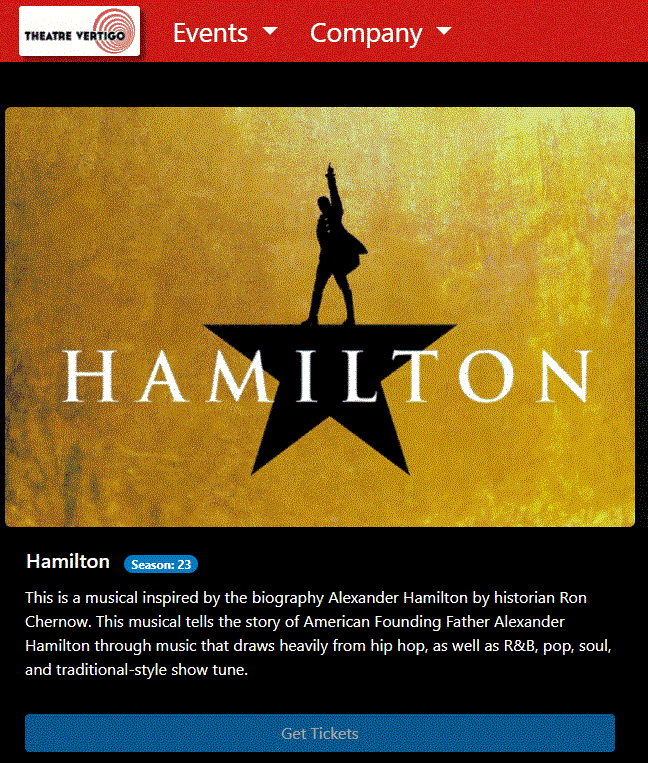 THEATRE VERTIGO
Events
Company
HAMILTON
Hamilton Season: 23
This is a musical inspired by the biography Alexander Hamilton by historian Ron
Chernow. This musical tells the story of American Founding Father Alexander
Hamilton through music that draws heavily from hip hop, as well as R&B, pop, soul,
and traditional-style show tune.
Get Tickets